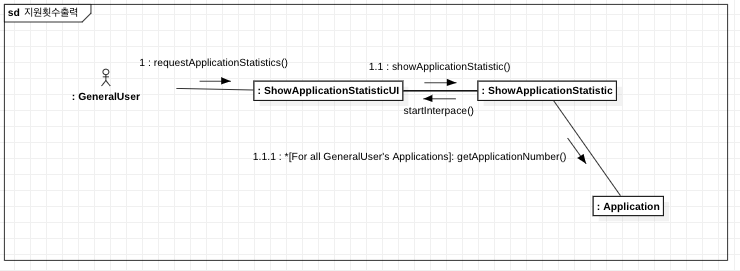 sd 지원횟수출력
1 : requestApplicationStatistics()
1.1 : showApplicationStatistic()
: GeneralUser
: ShowApplicationStatisticUI
: ShowApplicationStatistic
startInterpace()
1.1.1 : *[For all GeneralUser's Applications]: getApplicationNumber()
: Application